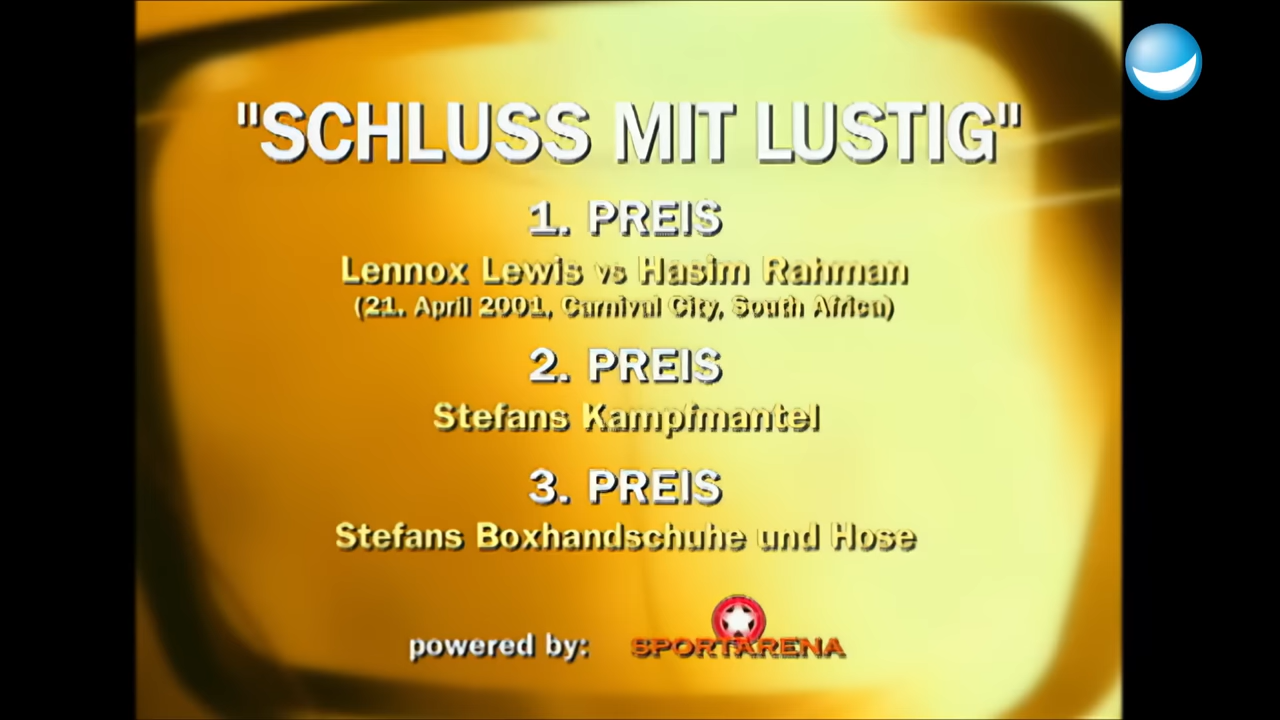 "SCHLUSS MIT LUSTIG"
1. PREIS
Lennox Lewis vs Hasim Rahman
(21. April 2001, Carnival City, South Africa)
2. PREIS
Stefans Kampfmantel
3. PREIS
Stefans Boxhandschuhe und Hose
powered by: SPORTARENA